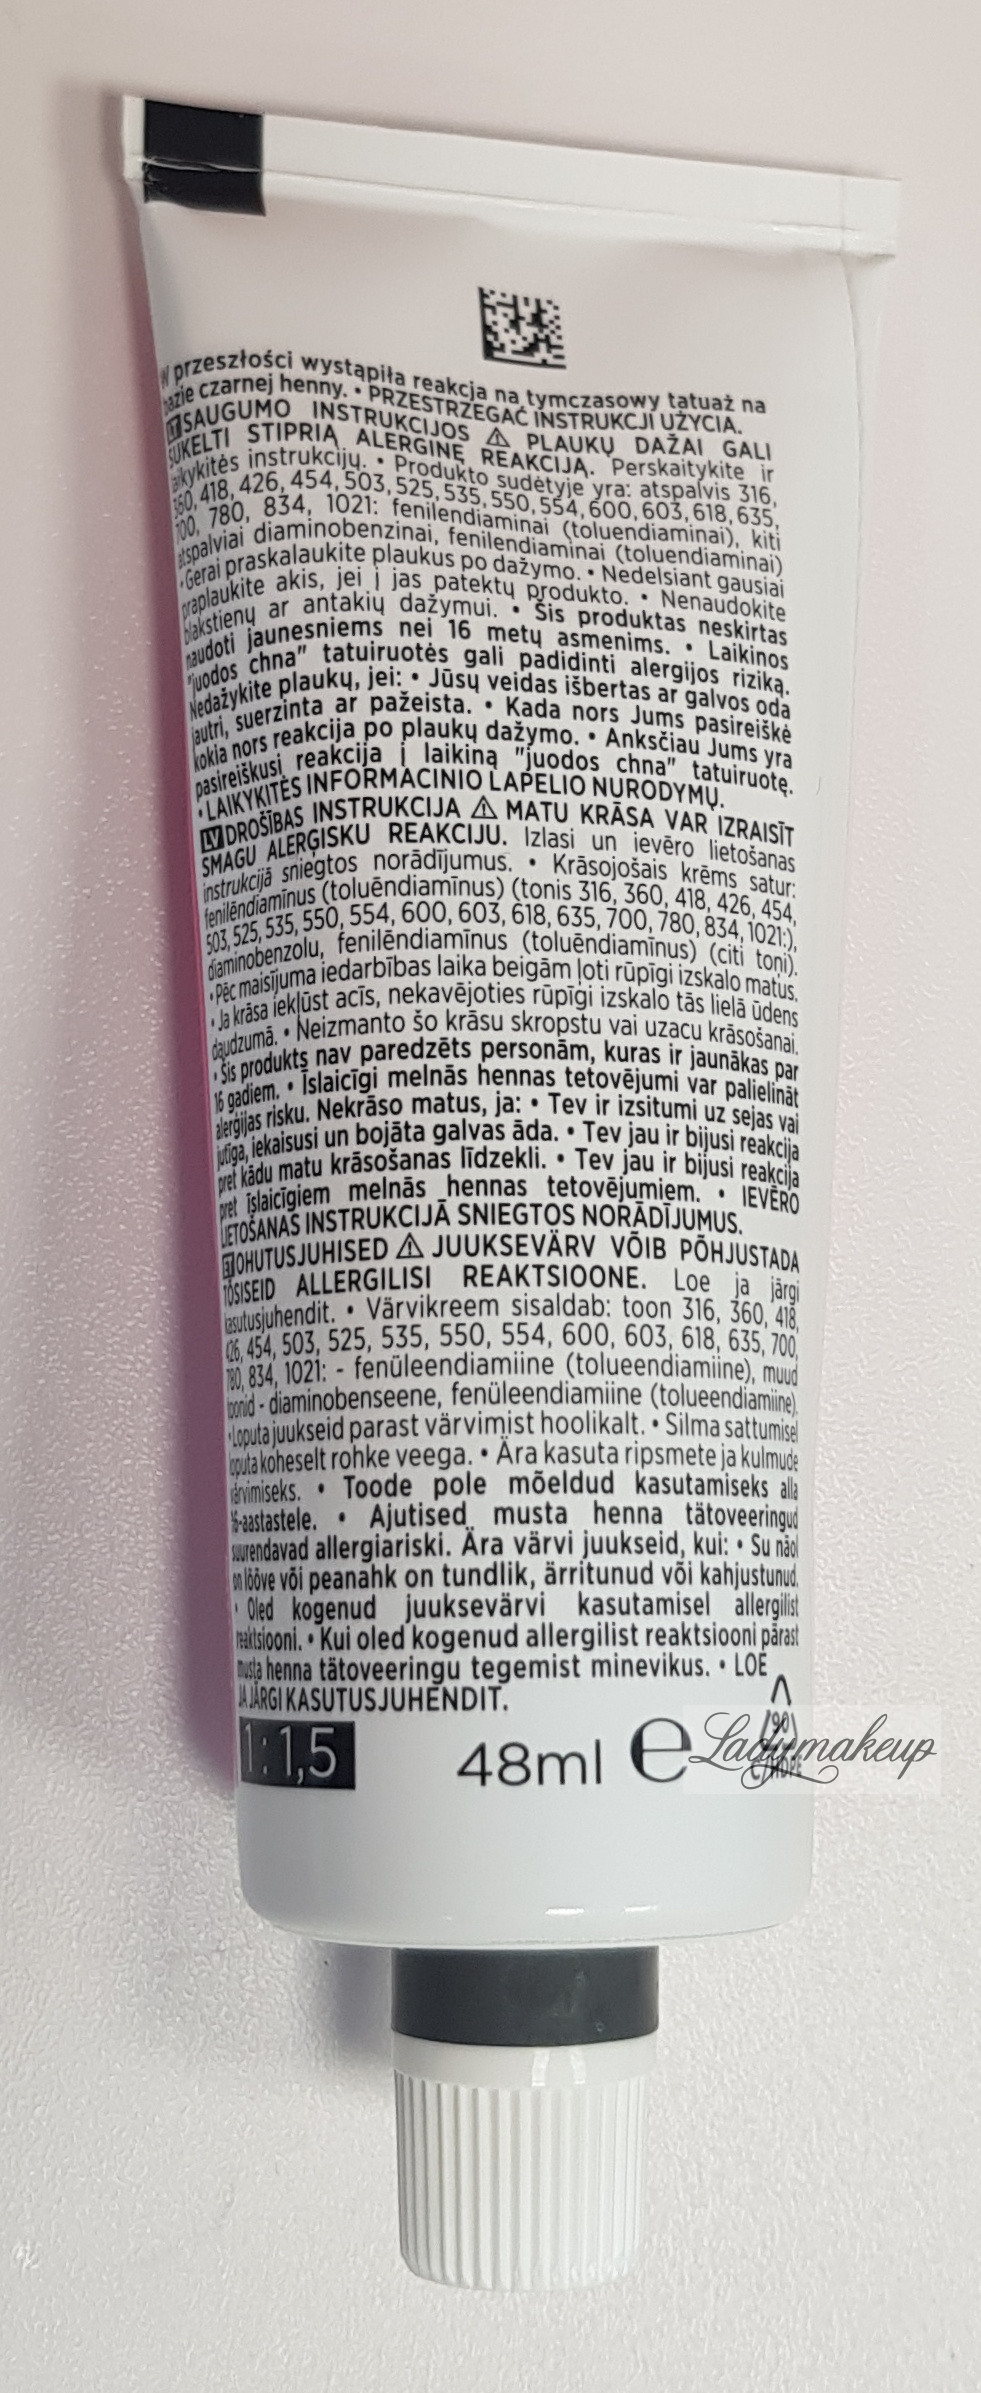 W przeszłości wystąpiła reakcja na tymczasowy tatuaż na
bazie czarnej henny. • PRZESTRZEGAĆ INSTRUKCJI UŻYCIA.
SAUGUMO INSTRUKCIJOS ⚠ PLAUKŲ DAŽAI GALI
SUKELTI STIPRIĄ ALERGINĘ REAKCIJĄ. Perskaitykite ir
laikykitės instrukcijų. • Produkto sudėtyje yra: atspalvis 316,
360, 418, 426, 454, 503, 525, 535, 550, 554, 600, 603, 618, 635,
700, 780, 834, 1021: fenilendiaminai (toluendiaminai), kiti
atspalviai diaminobenzinai, fenilendiaminai (toluendiaminai)
• Gerai praskalaukite plaukus po dažymo. • Nedelsiant gausiai
praplaukite akis, jei į jas patektų produkto. • Nenaudokite
blakstienų ar antakių dažymui. • Šis produktas neskirtas
naudoti jaunesniems nei 16 metų asmenims. • Laikinos
"juodos chna" tatuiruotės gali padidinti alergijos riziką.
Nedažykite plaukų, jei: • Jūsų veidas išbertas ar galvos oda
jautri, suerzinta ar pažeista. • Kada nors Jums pasireiškė
kokia nors reakcija po plaukų dažymo. • Anksčiau Jums yra
pasireiškusi reakcija į laikiną "juodos chna" tatuiruotę.
• LAIKYKITĖS INFORMACINIO LAPELIO NURODYMŲ.
LV DROŠĪBAS INSTRUKCIJA ⚠ MATU KRĀSA VAR IZRAISĪT
SMAGU ALERĢISKU REAKCIJU. Izlasi un ievēro lietošanas
instrukcijā sniegtos norādījumus. • Krāsojošais krēms satur:
fenilēndiamīnus (toluēndiamīnus) (tonis 316, 360, 418, 426, 454,
503, 525, 535, 550, 554, 600, 603, 618, 635, 700, 780, 834, 1021:),
diaminobenzolu, fenilēndiamīnus (toluēndiamīnus) (citi toņi).
• Pēc maisījuma iedarbības laika beigām ļoti rūpīgi izskalo matus.
• Ja krāsa iekļūst acīs, nekavējoties rūpīgi izskalo tās lielā ūdens
daudzumā. • Neizmanto šo krāsu skropstu vai uzacu krāsošanai.
• Šis produkts nav paredzēts personām, kuras ir jaunākas par
16 gadiem. • Īslaicīgi melnās hennas tetovējumi var palielināt
alerģijas risku. Nekrāso matus, ja: • Tev ir izsitumi uz sejas vai
jutīga, iekaisusi un bojāta galvas āda. • Tev jau ir bijusi reakcija
pret kādu matu krāsošanas līdzekli. • Tev jau ir bijusi reakcija
pret īslaicīgiem melnās hennas tetovējumiem. • IEVĒRO
LIETOŠANAS INSTRUKCIJĀ SNIEGTOS NORĀDĪJUMUS.
OHUTUSJUHISED ⚠ JUUKSEVÄRV VÕIB PÕHJUSTADA
TÕSISEID ALLERGILISI REAKTSIOONE. Loe ja järgi
kasutusjuhendit. • Värvikreem sisaldab: toon 316, 360, 418,
426, 454, 503, 525, 535, 550, 554, 600, 603, 618, 635, 700,
780, 834, 1021: - fenüleendiamiine (tolueendiamiine), muud
toonid - diaminobenseene, fenüleendiamiine (tolueendiamiine).
• Loputa juukseid parast värvimist hoolikalt. • Silma sattumisel
loputa koheselt rohke veega. • Ära kasuta ripsmete ja kulmude
värvimiseks. • Toode pole mõeldud kasutamiseks alla
16-aastastele. • Ajutised musta henna tätoveeringud
suurendavad allergiariski. Ära värvi juukseid, kui: • Su näol
on lööve või peanahk on tundlik, ärritunud või kahjustunud.
• Oled kogenud juuksevärvi kasutamisel allergilist
reaktsiooni. • Kui oled kogenud allergilist reaktsiooni pärast
musta henna tätoveeringu tegemist minevikus. • LOE
JA JÄRGI KASUTUSJUHENDIT.
1:1,5 48ml e
90
C/HDPE
Ladymakeup